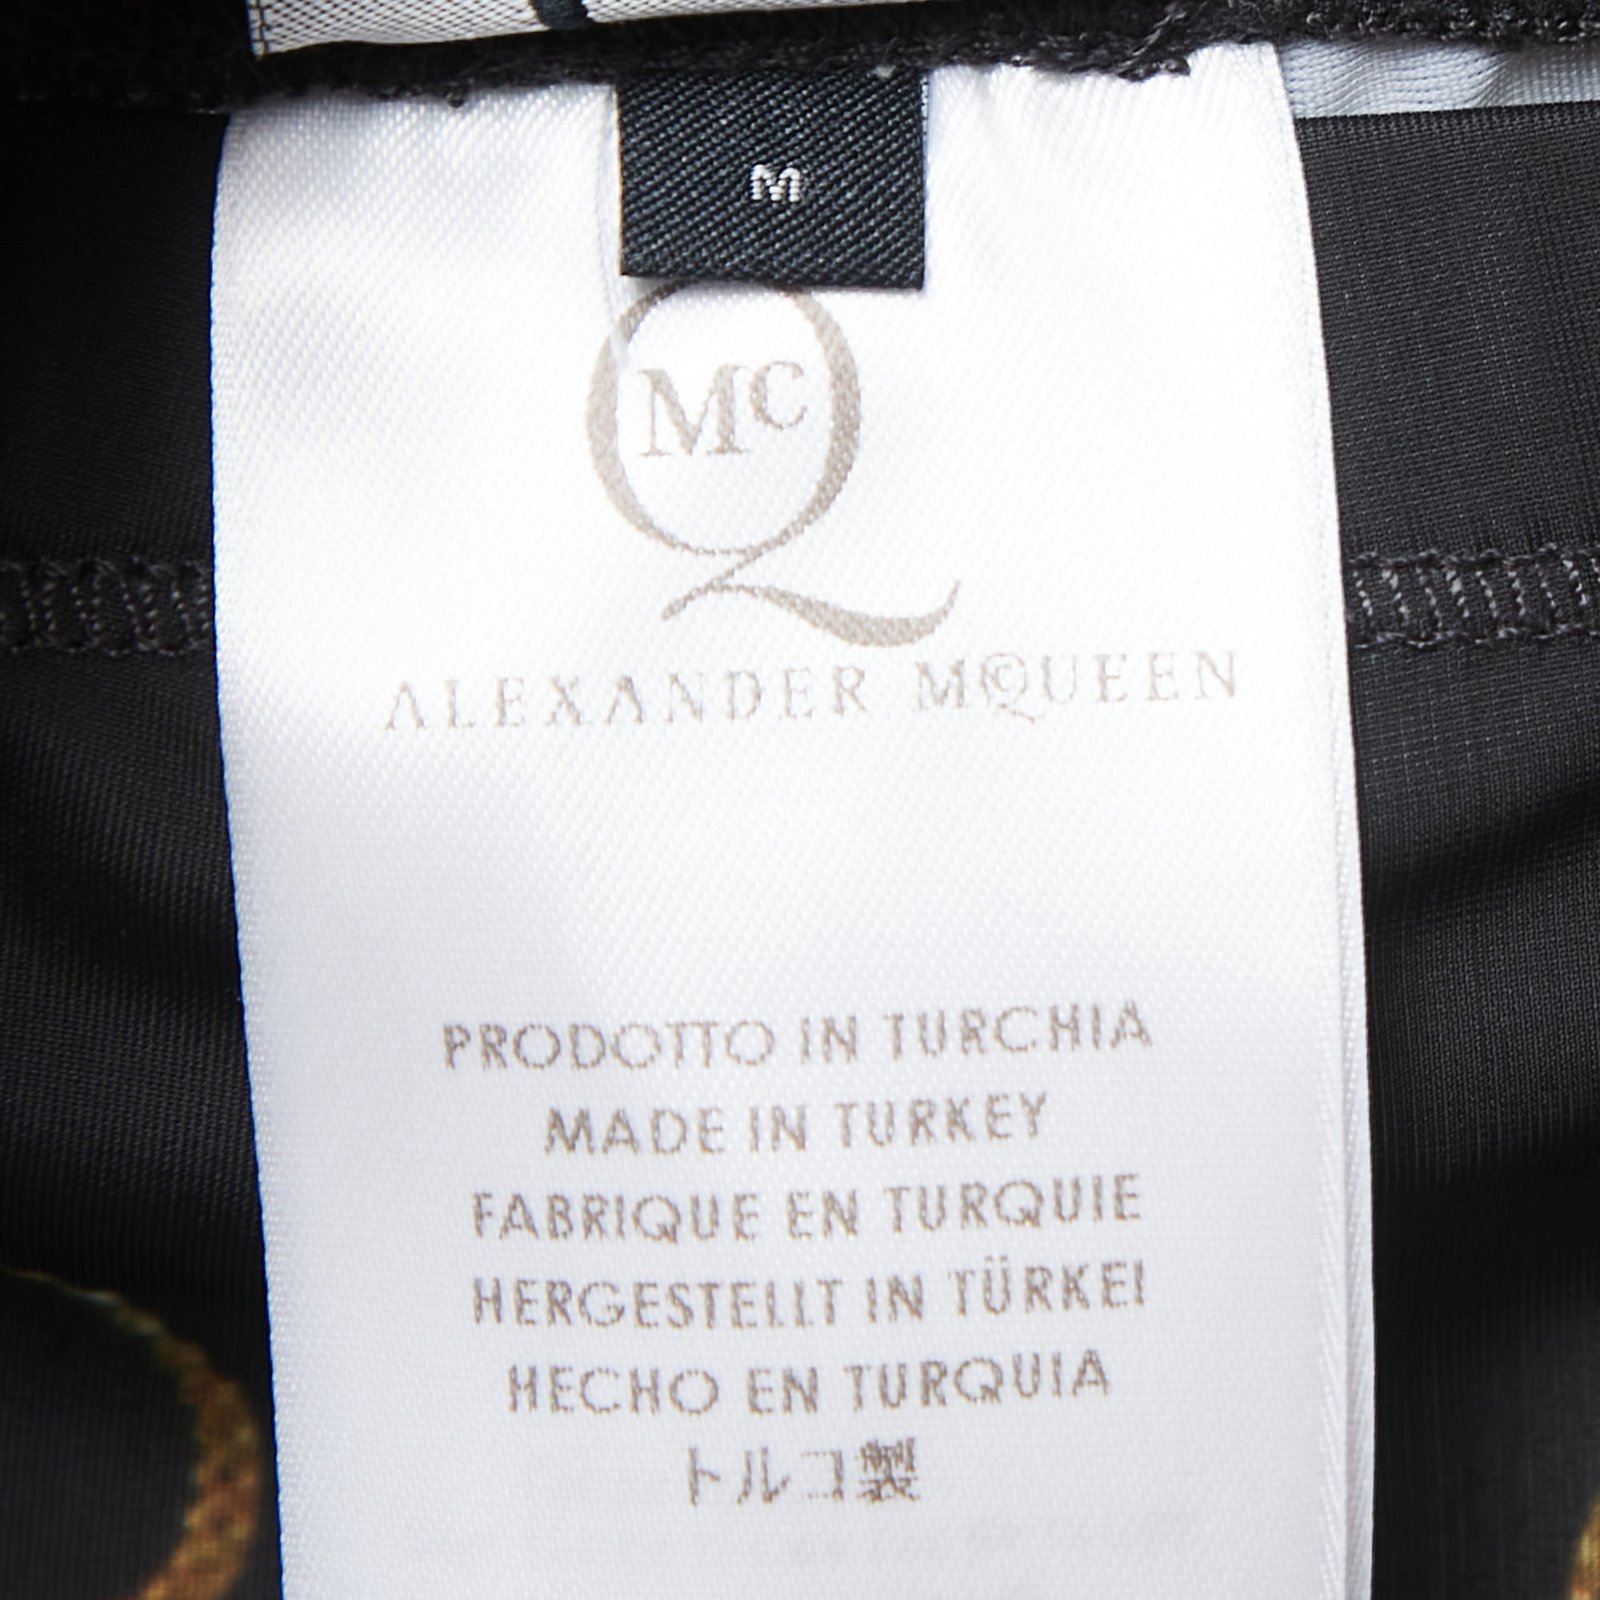 M
McQ
ALEXANDER MCQUEEN
PRODOTTO IN TURCHIA
MADE IN TURKEY
FABRIQUE EN TURQUIE
HERGESTELLT IN TÜRKEI
HECHO EN TURQUIA
トルコ製